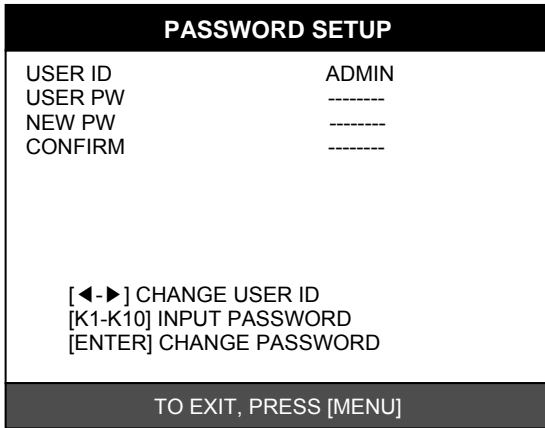 PASSWORD SETUP
USER ID ADMIN
USER PW --------
NEW PW --------
CONFIRM --------
[◀-▶] CHANGE USER ID
[K1-K10] INPUT PASSWORD
[ENTER] CHANGE PASSWORD
TO EXIT, PRESS [MENU]